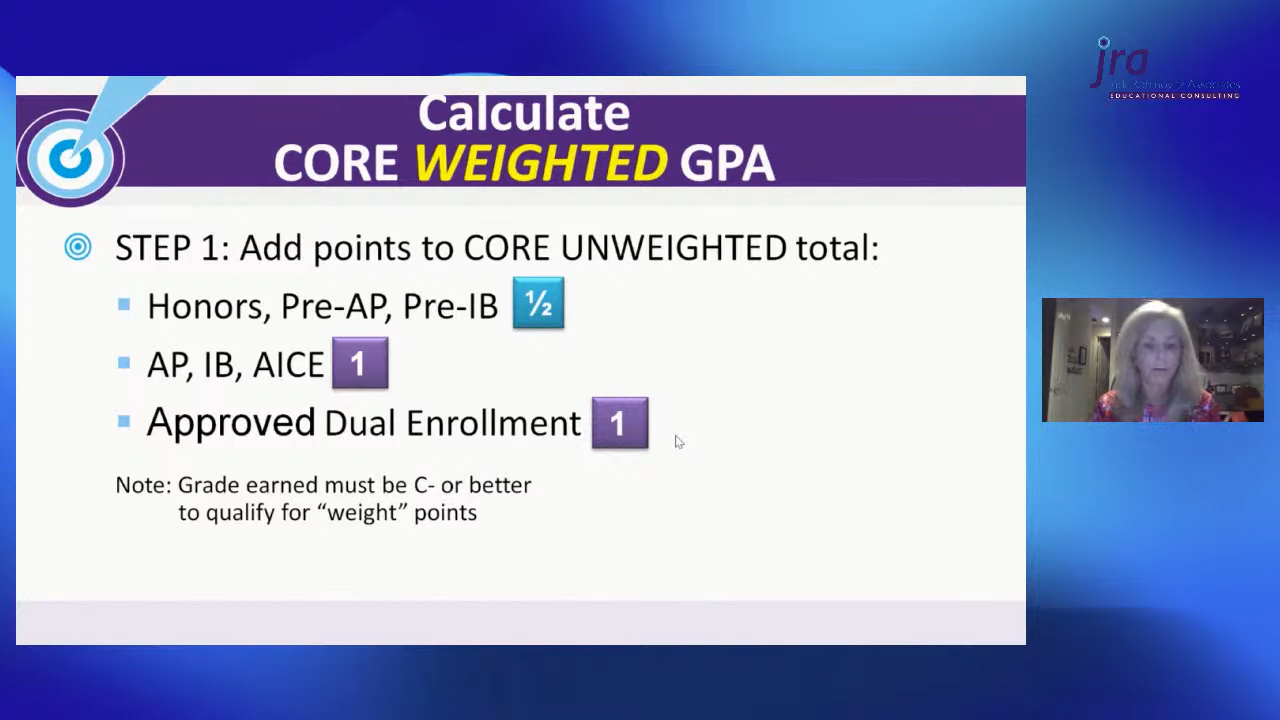 jra
EDUCATIONAL CONSULTING
Calculate
CORE WEIGHTED GPA
STEP 1: Add points to CORE UNWEIGHTED total:
Honors, Pre-AP, Pre-IB ½
AP, IB, AICE 1
Approved Dual Enrollment 1
Note: Grade earned must be C- or better
to qualify for “weight” points